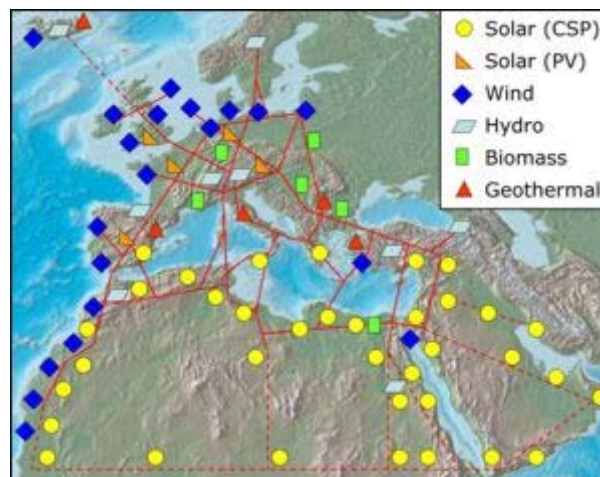 Solar (CSP)
Solar (PV)
Wind
Hydro
Biomass
Geothermal